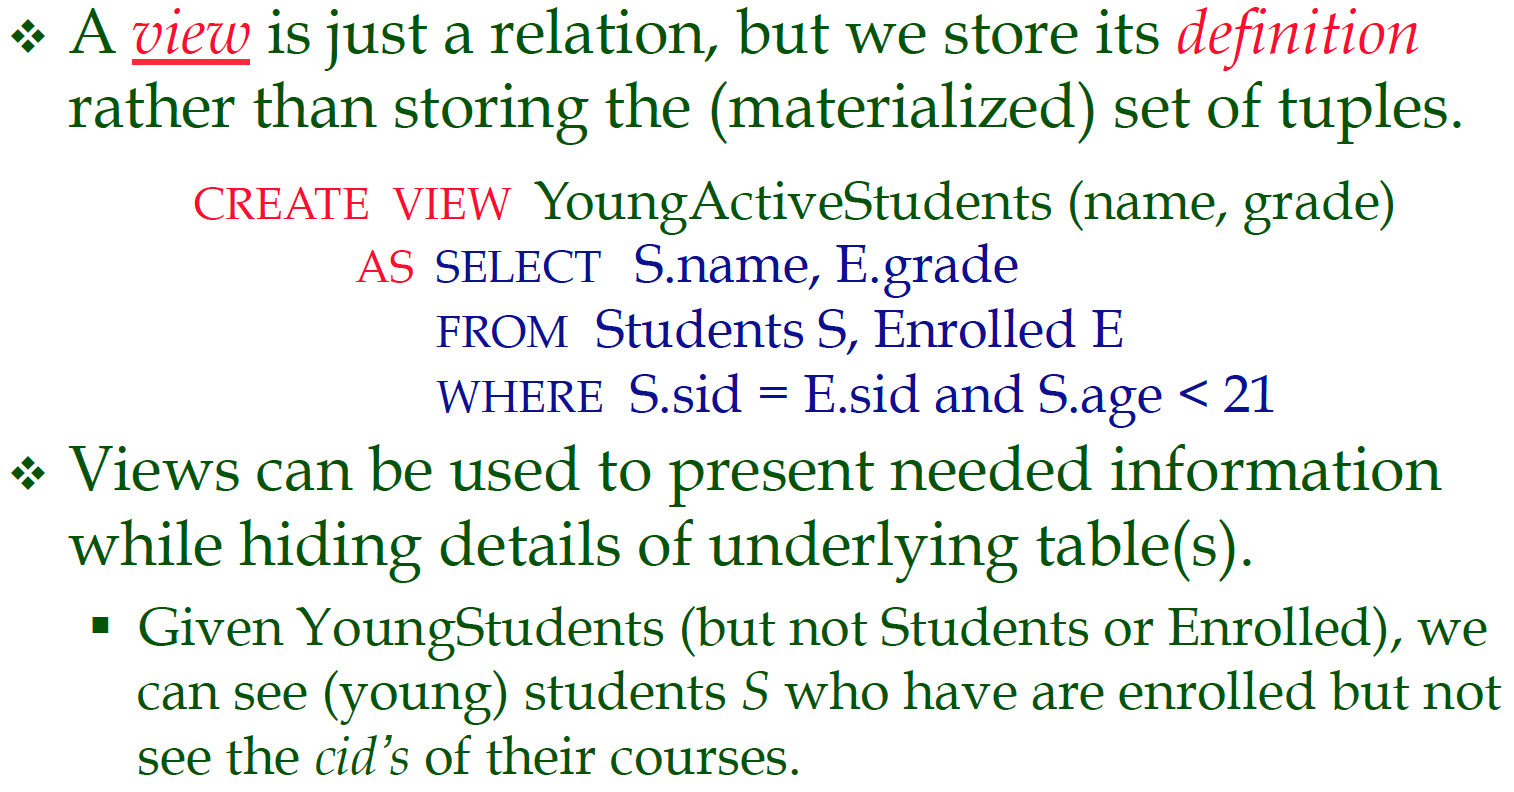 ❖ A view is just a relation, but we store its definition
rather than storing the (materialized) set of tuples.
CREATE VIEW YoungActiveStudents (name, grade)
AS SELECT S.name, E.grade
FROM Students S, Enrolled E
WHERE S.sid = E.sid and S.age < 21
❖ Views can be used to present needed information
while hiding details of underlying table(s).
▪ Given YoungStudents (but not Students or Enrolled), we
can see (young) students S who have are enrolled but not
see the cid’s of their courses.